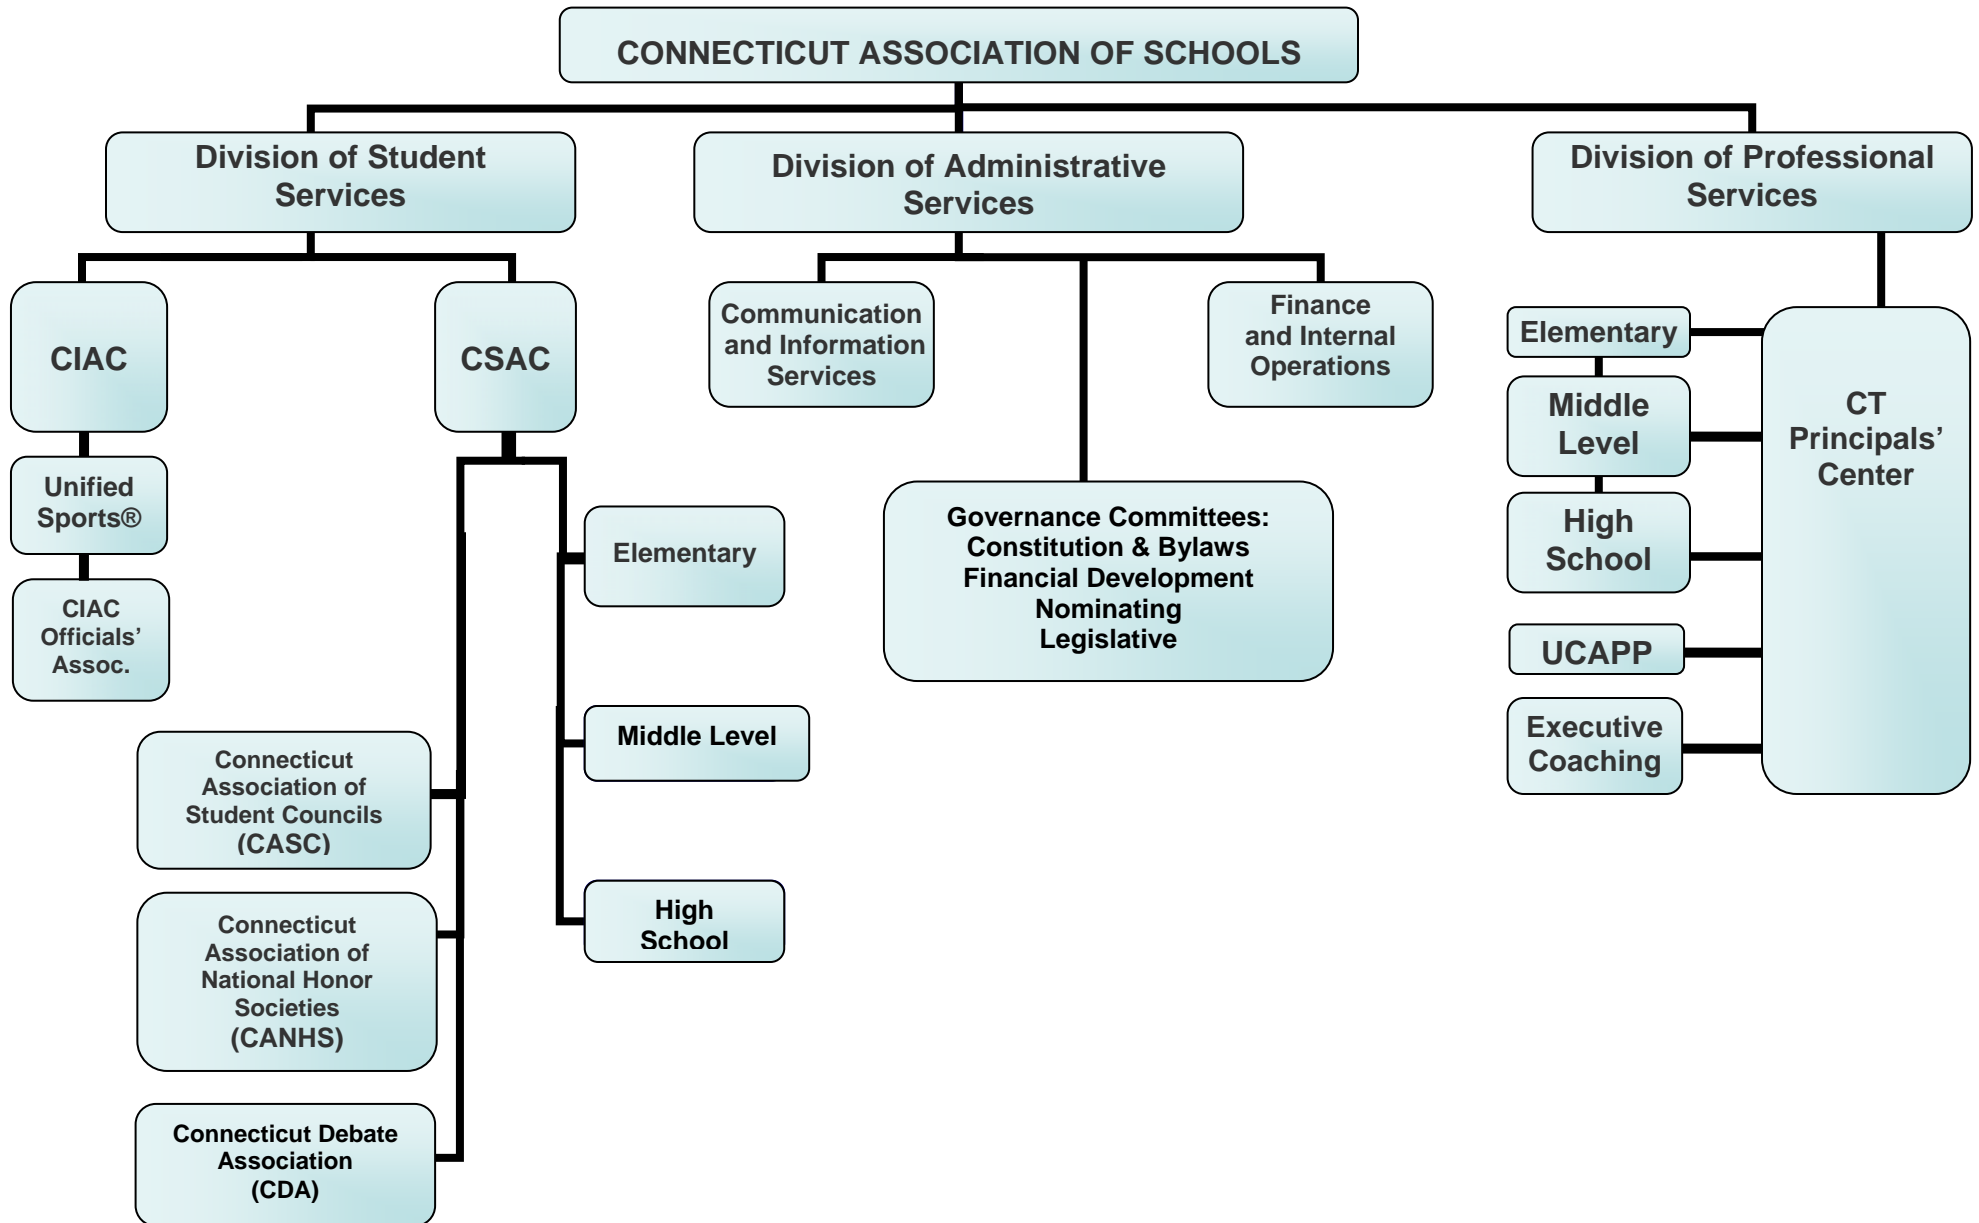 CONNECTICUT ASSOCIATION OF SCHOOLS
Division of Student
Services
Division of Administrative
Services
Division of Professional
Services
CIAC
CSAC
Communication
and Information
Services
Finance
and Internal
Operations
Elementary
Middle
Level
High
School
UCAPP
Executive
Coaching
CT
Principals’
Center
Unified
Sports®
CIAC
Officials’
Assoc.
Governance Committees:
Constitution & Bylaws
Financial Development
Nominating
Legislative
Elementary
Middle Level
High
School
Connecticut
Association of
Student Councils
(CASC)
Connecticut
Association of
National Honor
Societies
(CANHS)
Connecticut Debate
Association
(CDA)